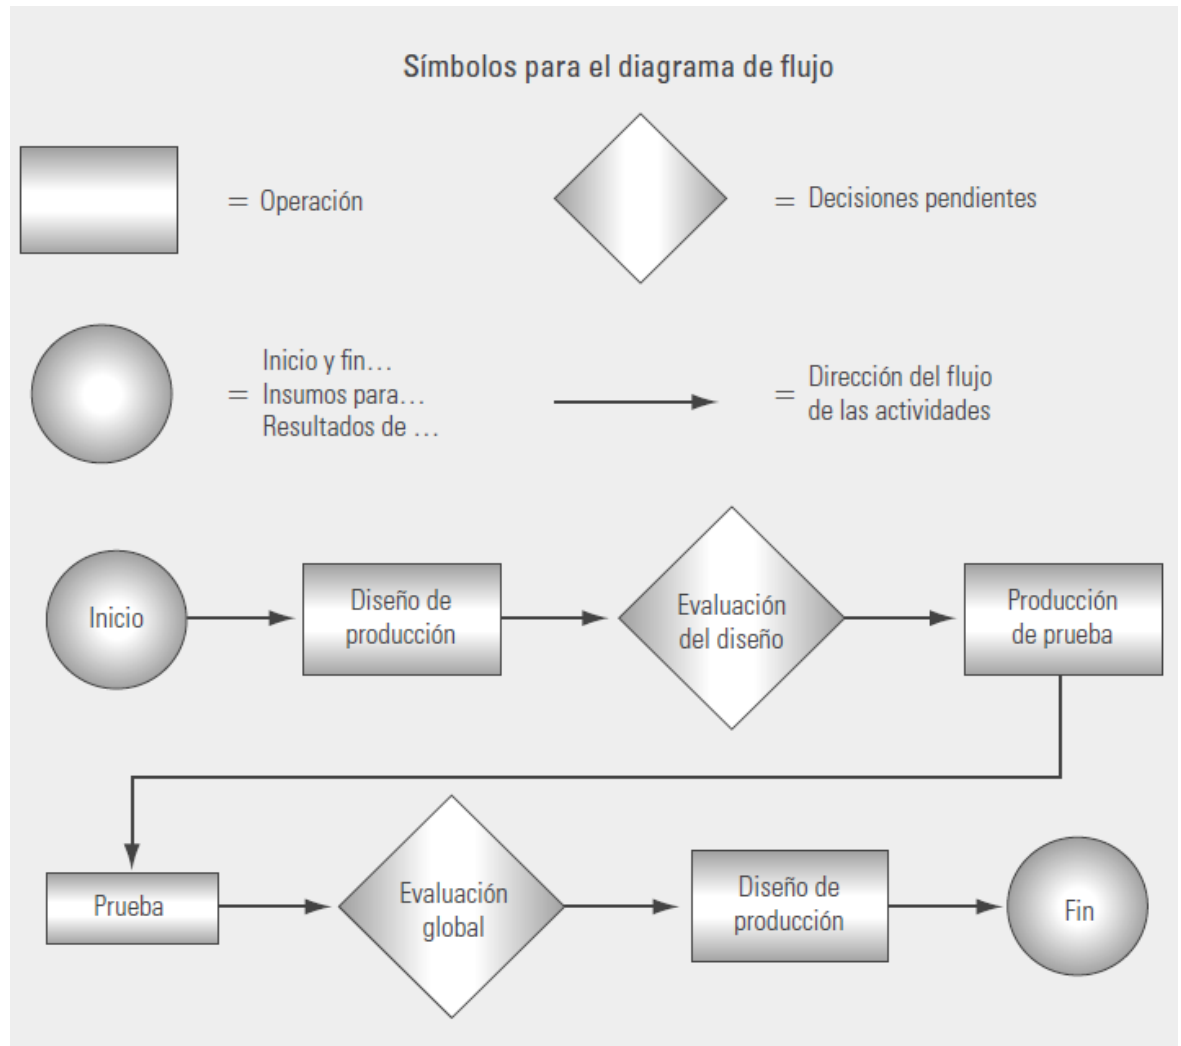 Símbolos para el diagrama de flujo
= Operación
= Decisiones pendientes
Inicio y fin…
= Insumos para…
Resultados de …
= Dirección del flujo
de las actividades
Inicio
Diseño de
producción
Evaluación
del diseño
Producción
de prueba
Prueba
Evaluación
global
Diseño de
producción
Fin